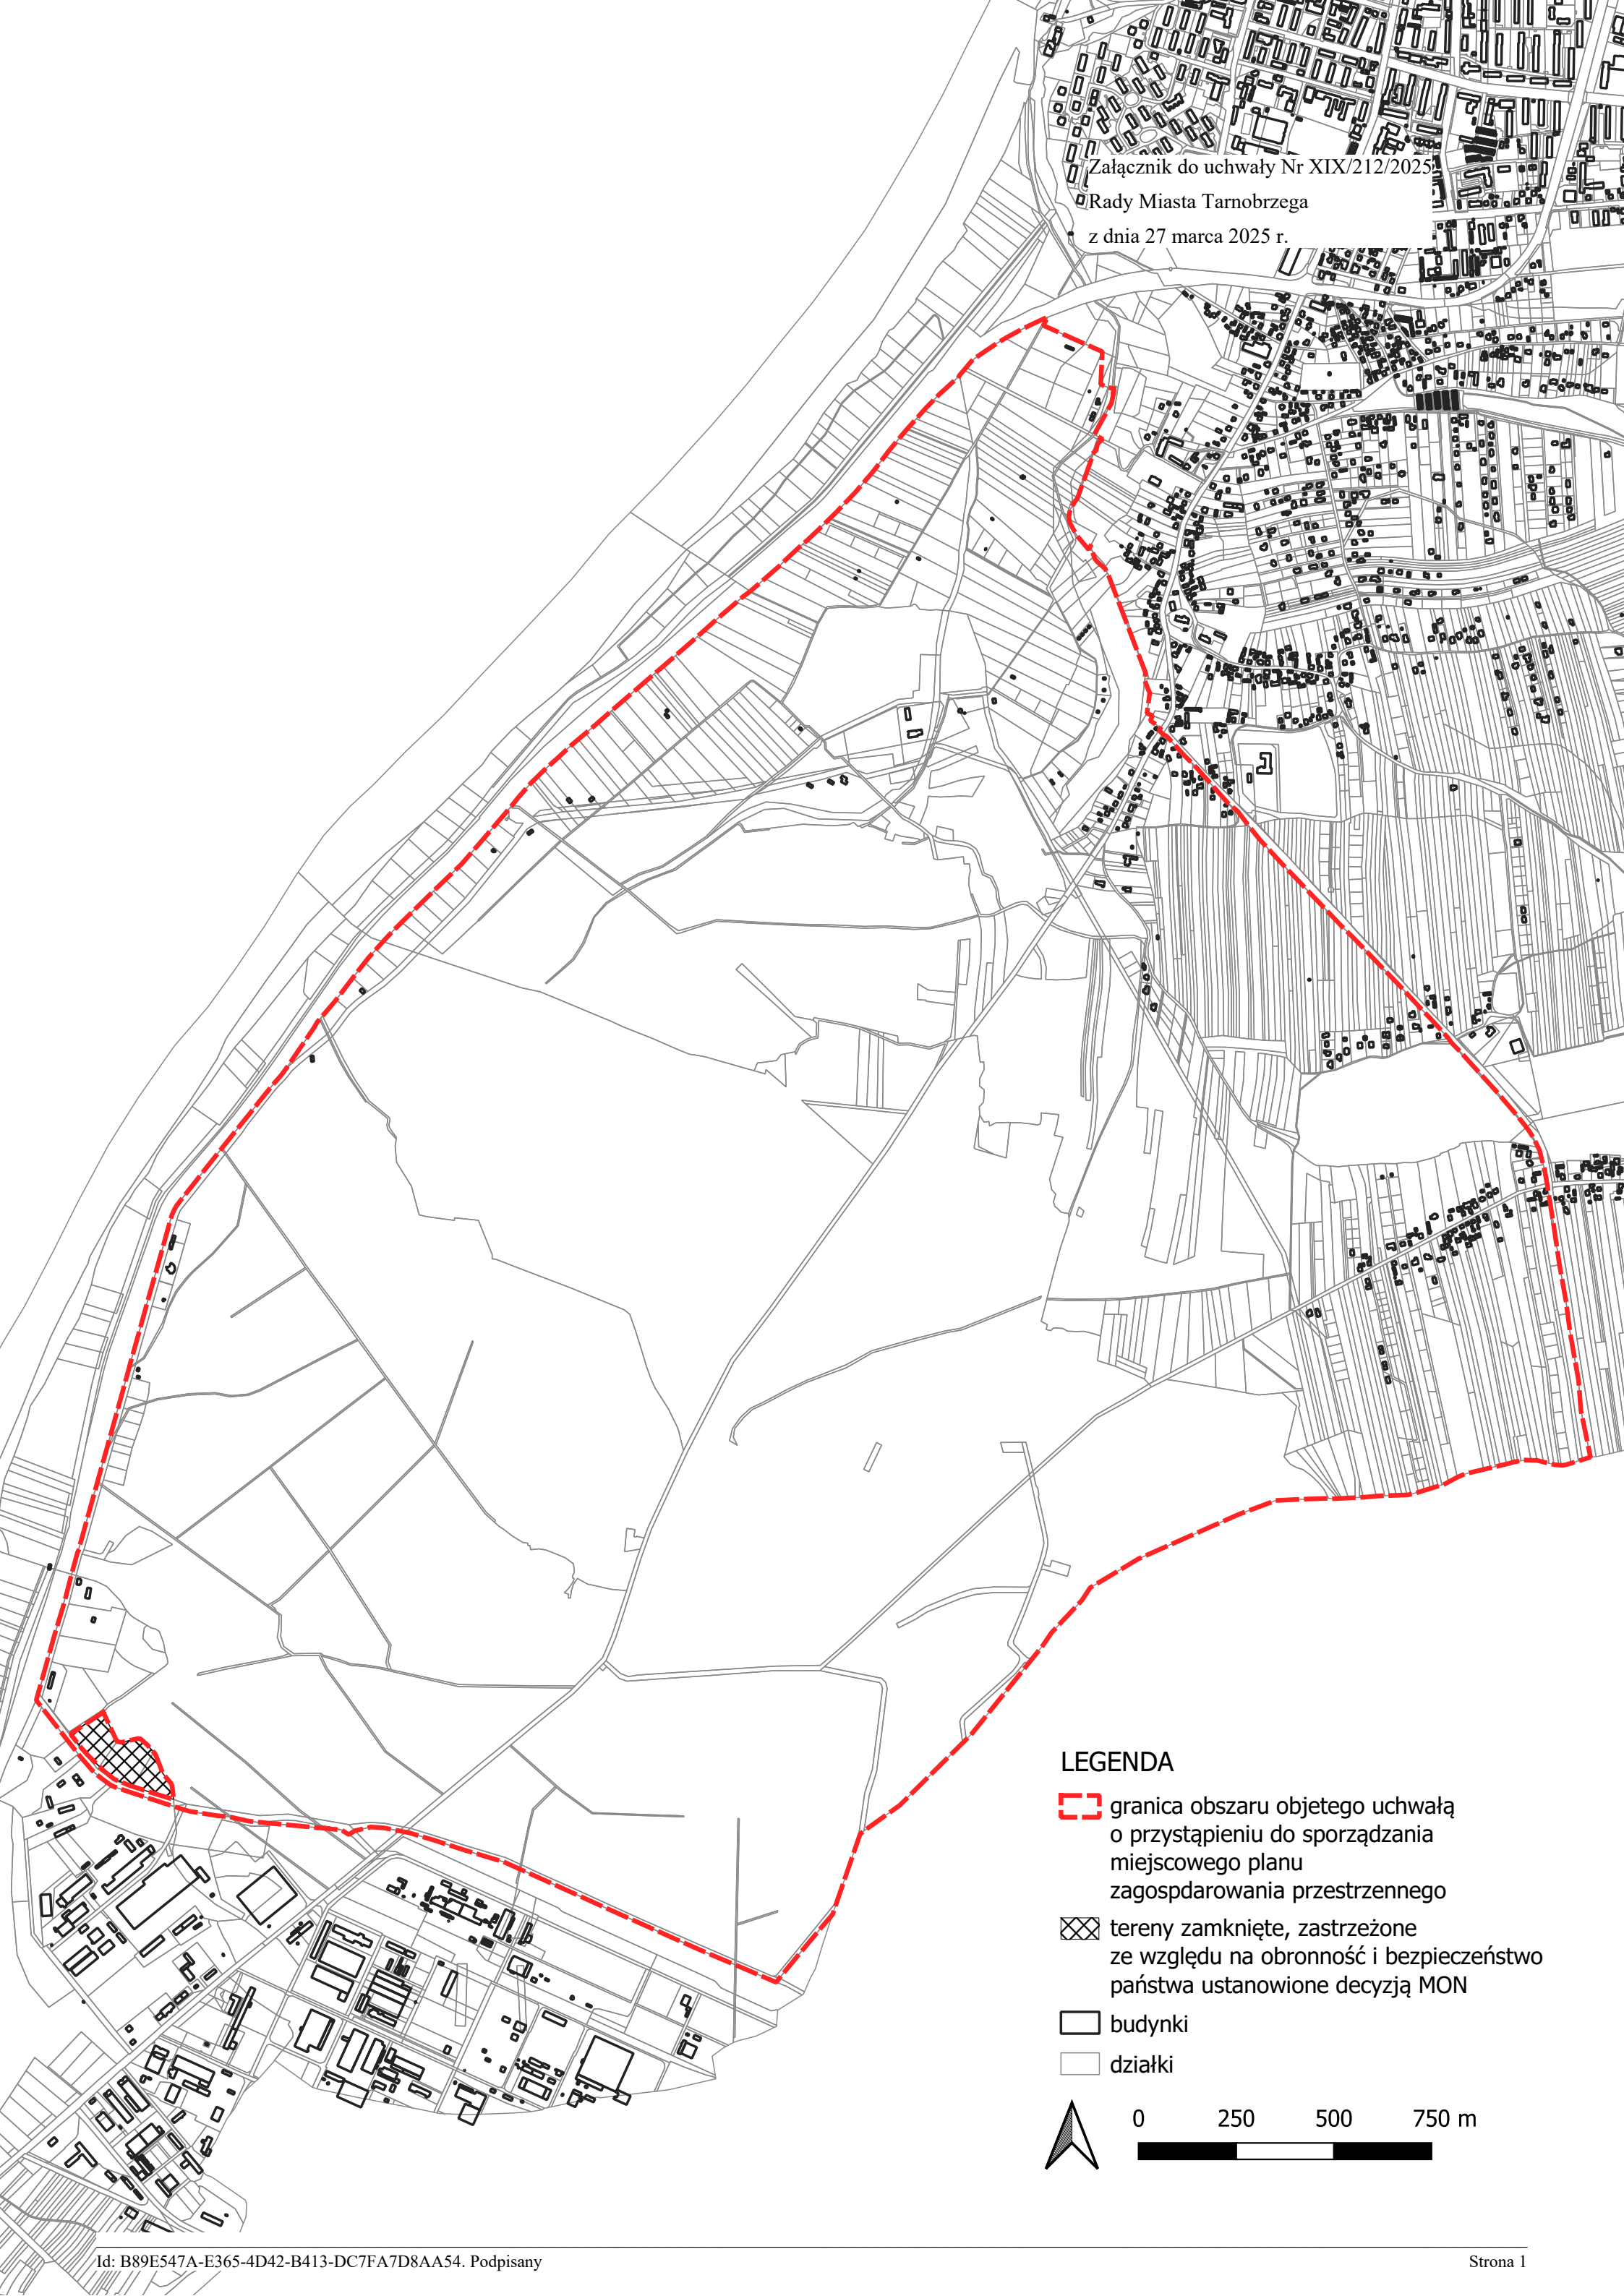 Załącznik do uchwały Nr XIX/212/2025
Rady Miasta Tarnobrzega
z dnia 27 marca 2025 r.
LEGENDA
granica obszaru objetego uchwałą
o przystąpieniu do sporządzania
miejscowego planu
zagospdarowania przestrzennego
tereny zamknięte, zastrzeżone
ze względu na obronność i bezpieczeństwo
państwa ustanowione decyzją MON
budynki
działki
0 250 500 750 m
Id: B89E547A-E365-4D42-B413-DC7FA7D8AA54. Podpisany
Strona 1